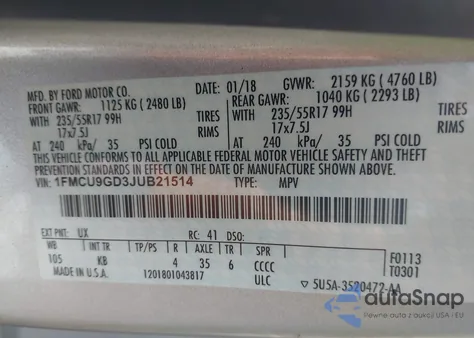 MFD. BY FORD MOTOR CO.
DATE: 01/18 GVWR: 2159 KG (4760 LB)
FRONT GAWR: 1125 KG (2480 LB) REAR GAWR: 1040 KG (2293 LB)
WITH 235/55R17 99H TIRES WITH 235/55R17 99H TIRES
17x7.5J RIMS 17x7.5J RIMS
AT 240 kPa/ 35 PSI COLD AT 240 kPa/ 35 PSI COLD
THIS VEHICLE CONFORMS TO ALL APPLICABLE FEDERAL MOTOR VEHICLE SAFETY AND THEFT
PREVENTION STANDARDS IN EFFECT ON THE DATE OF MANUFACTURE SHOWN ABOVE.
VIN: 1FMCU9GD3JUB21514 TYPE: MPV
EXT PNT: UX RC: 41 DSO:
WB INT TR TP/PS R AXLE TR SPR
105 KB 4 35 6 CCCC
MADE IN U.S.A. 1201801043817 ULC
F0113
T0301
5U5A-3520472-AA
autoSnap
Pewne auto z USA i EU